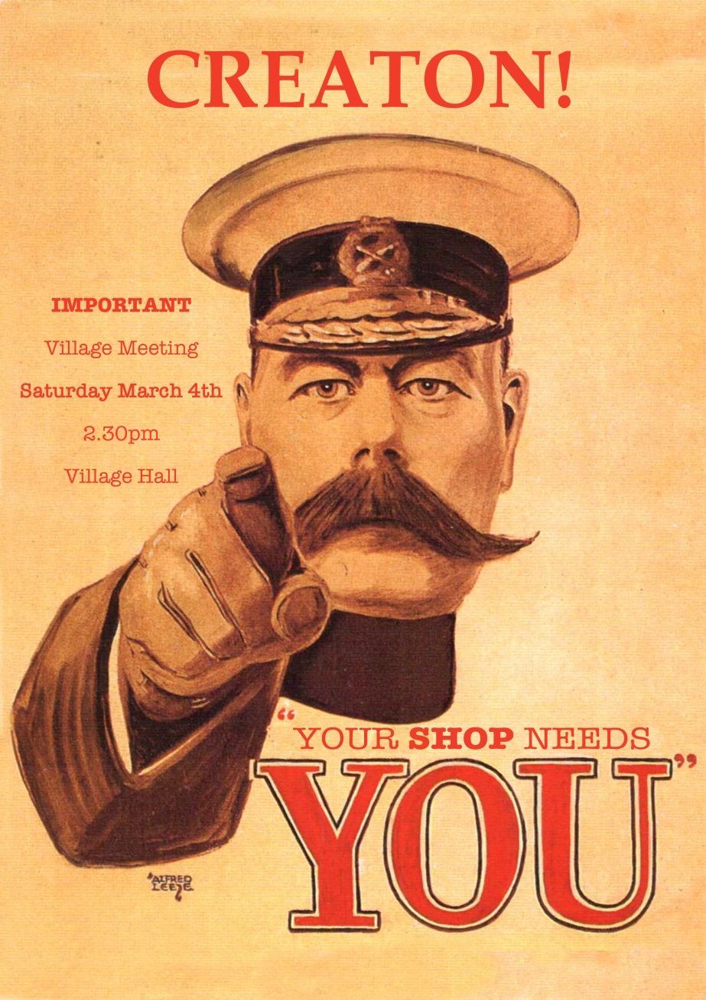 CREATON!
IMPORTANT
Village Meeting
Saturday March 4th
2.30pm
Village Hall
“YOUR SHOP NEEDS
YOU”
"ALFRED
LEETE